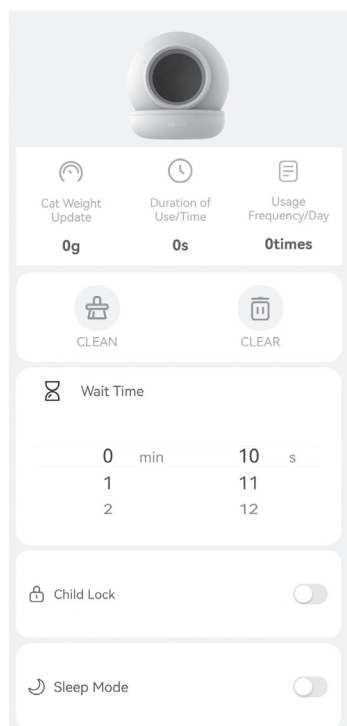 Cat Weight
Update
Duration of
Use/Time
Usage
Frequency/Day
0g
0s
0times
CLEAN
CLEAR
Wait Time
0 min 10 s
1 11
2 12
Child Lock
Sleep Mode